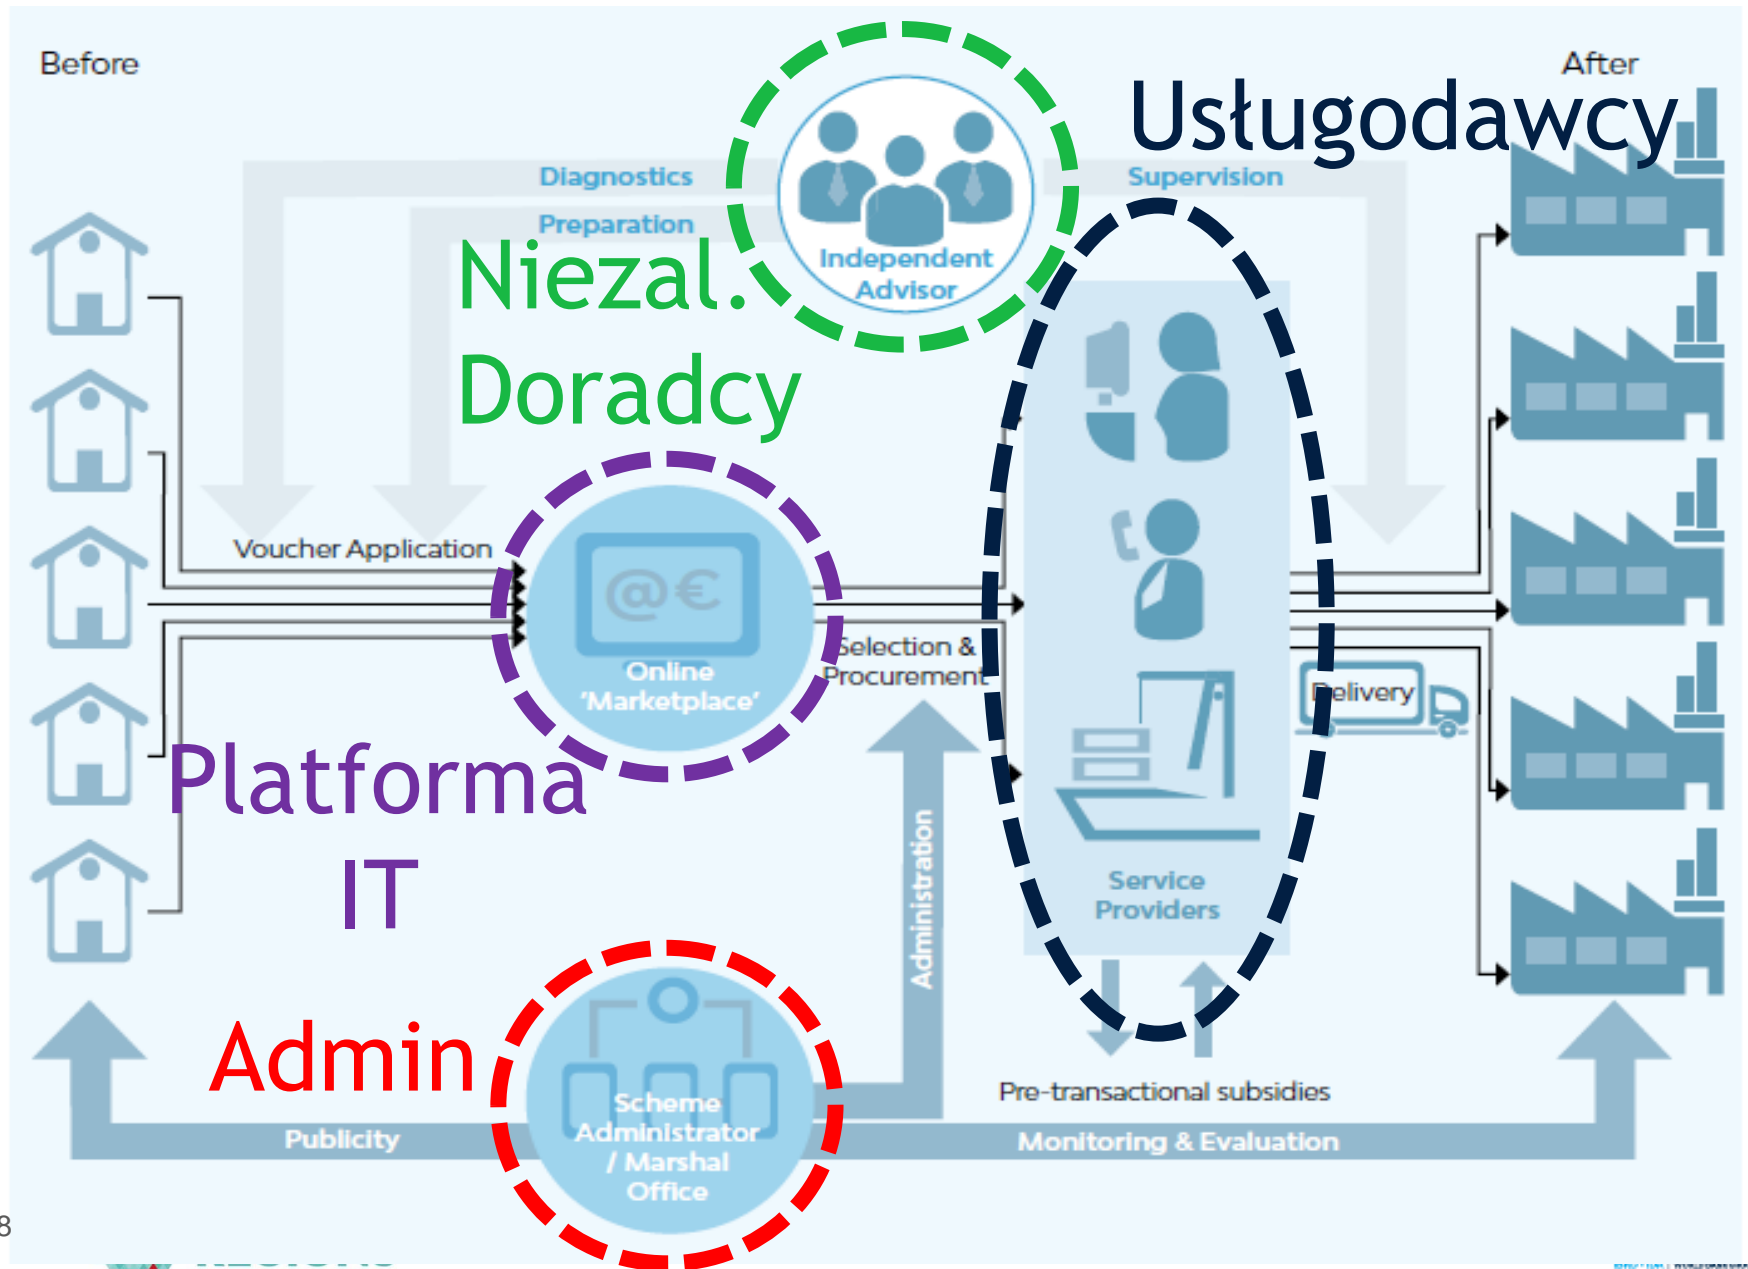 Before
After
Usługodawcy
Diagnostics
Supervision
Preparation
Independent
Advisor
Niezal.
Doradcy
Voucher Application
@€
Online
'Marketplace'
Selection &
Procurement
Delivery
Platforma
IT
Administration
Service
Providers
Admin
Pre-transactional subsidies
Scheme
Administrator
/ Marshal
Office
Publicity
Monitoring & Evaluation
8